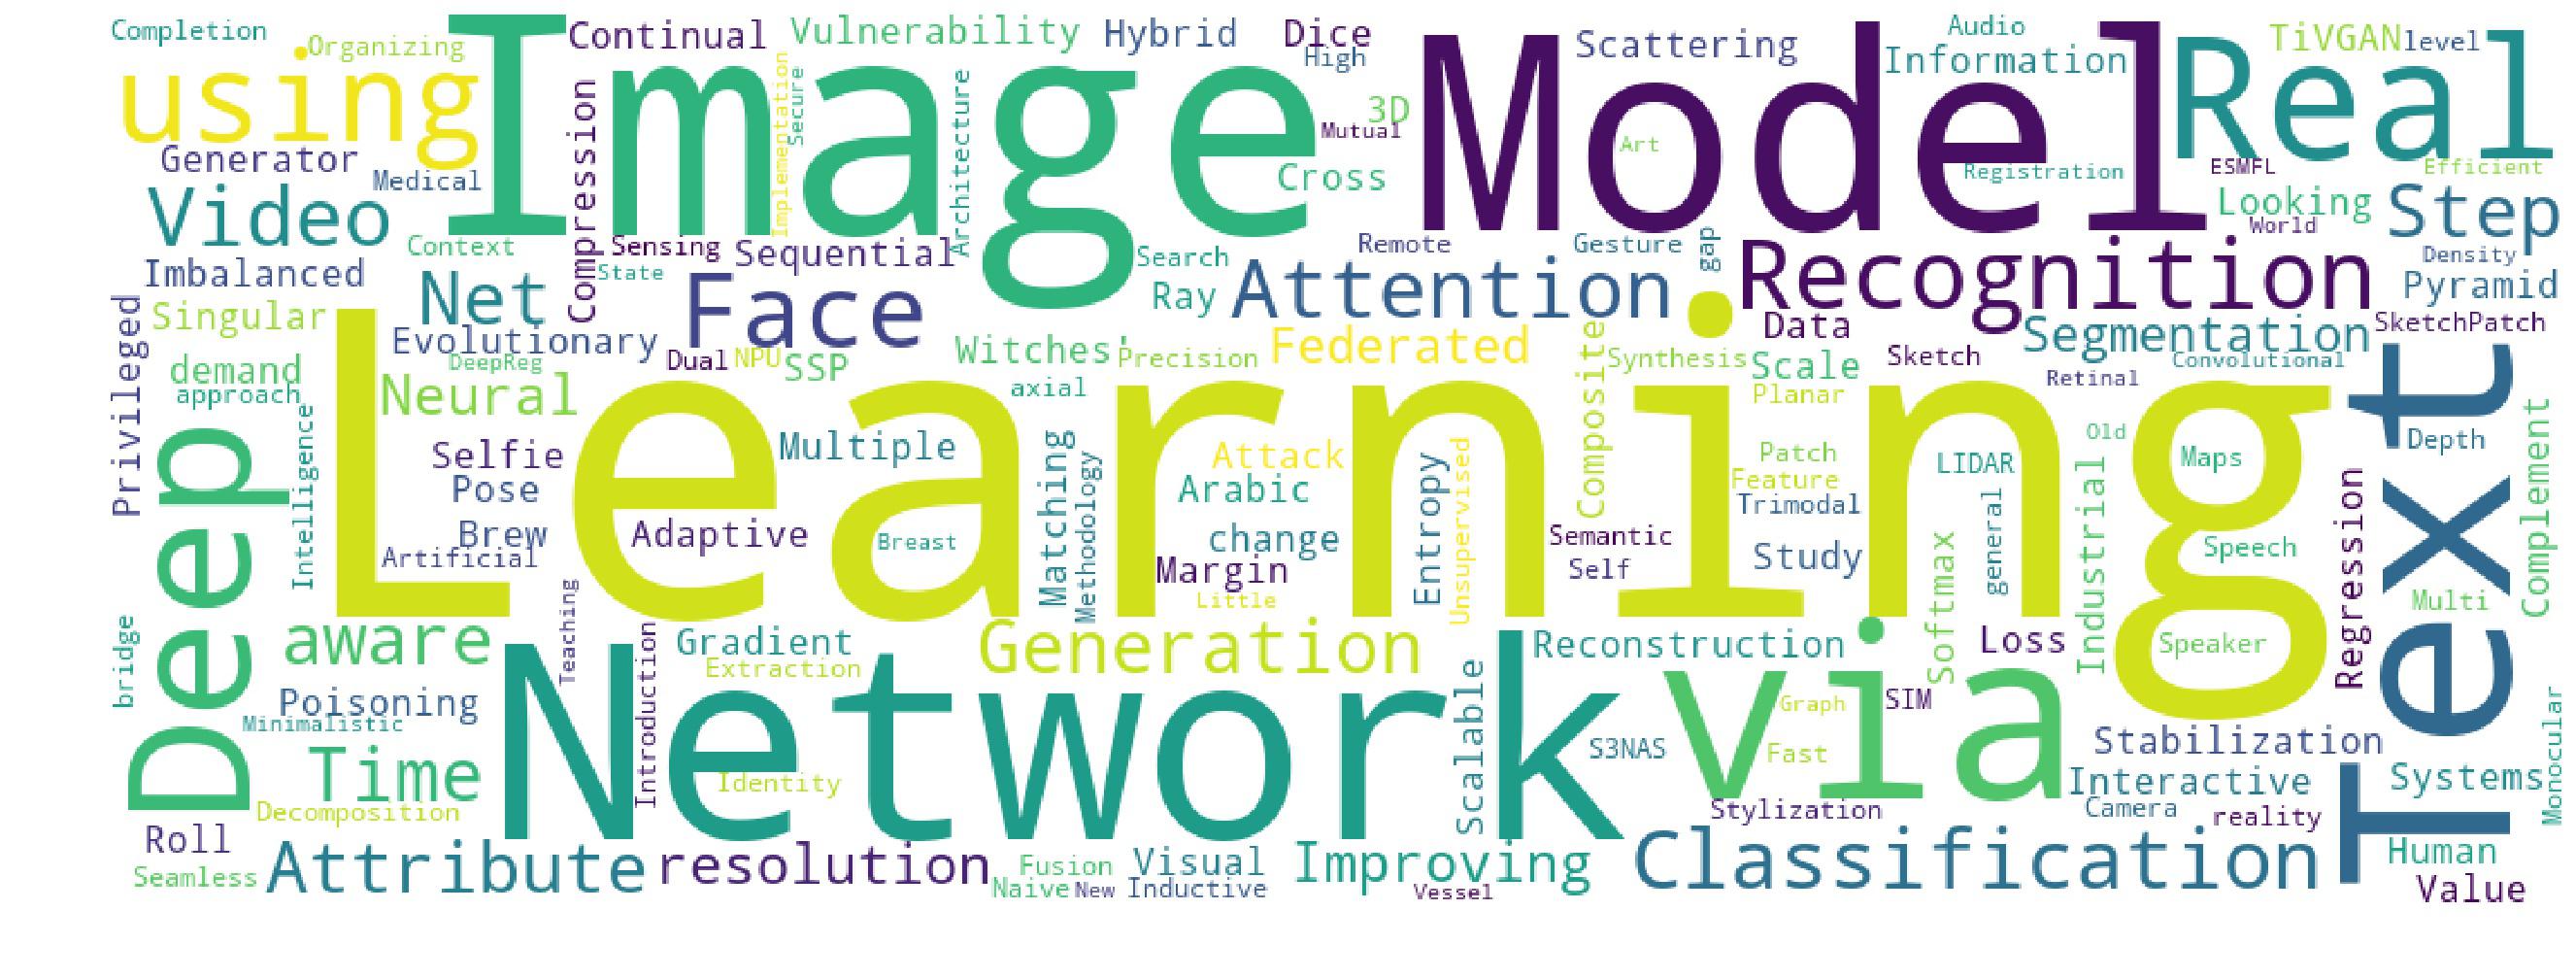 Completion
Organizing
using
Generator
Medical
Image
Continual
Vulnerability
Hybrid
Dice
High
Compression
Implementation
Secure
Architecture
3D
Mutual
Cross
Model
Scattering
Art
Audio
Information
Registration
Real
TiVGAN
level
ESMFL
Efficient
Looking
World
Step
Density
Pyramid
SketchPatch
Video
Context
Imbalanced
Net
Singular
Sensing
State
Sequential
Face
Search
Ray
Remote
Attention
Gesture
gap
Recognition
Data
Segmentation
Convolutional
Retinal
Privileged
Evolutionary
DeepReg
Dual
NPU
SSP
Witches'
Precision
Federated
axial
Composite
Synthesis
Scale
Sketch
Planar
demand
approach
Neural
Intelligence
Deep
Learning
Selfie
Pose
Brew
Artificial
Multiple
Adaptive
Breast
Matching
Methodology
Attack
Arabic
change
Margin
Little
Entropy
Unsupervised
Semantic
Self
Patch
Feature
Trimodal
Study
LIDAR
general
Softmax
Old
Industrial
Maps
Speech
Speaker
Text
Depth
Regression
Multi
Complement
bridge
aware
Teaching
Introduction
Gradient
Extraction
Generation
Reconstruction
Loss
Poisoning
Minimalistic
Time
Decomposition
Network
Identity
Scalable
S3NAS
via
Graph
Fast
SIM
Stylization
Stabilization
Interactive
Camera
reality
Systems
Monocular
Roll
Seamless
Attribute
resolution
Fusion
Naive
New
Visual
Inductive
Improving
Vessel
Classification
Human
Value